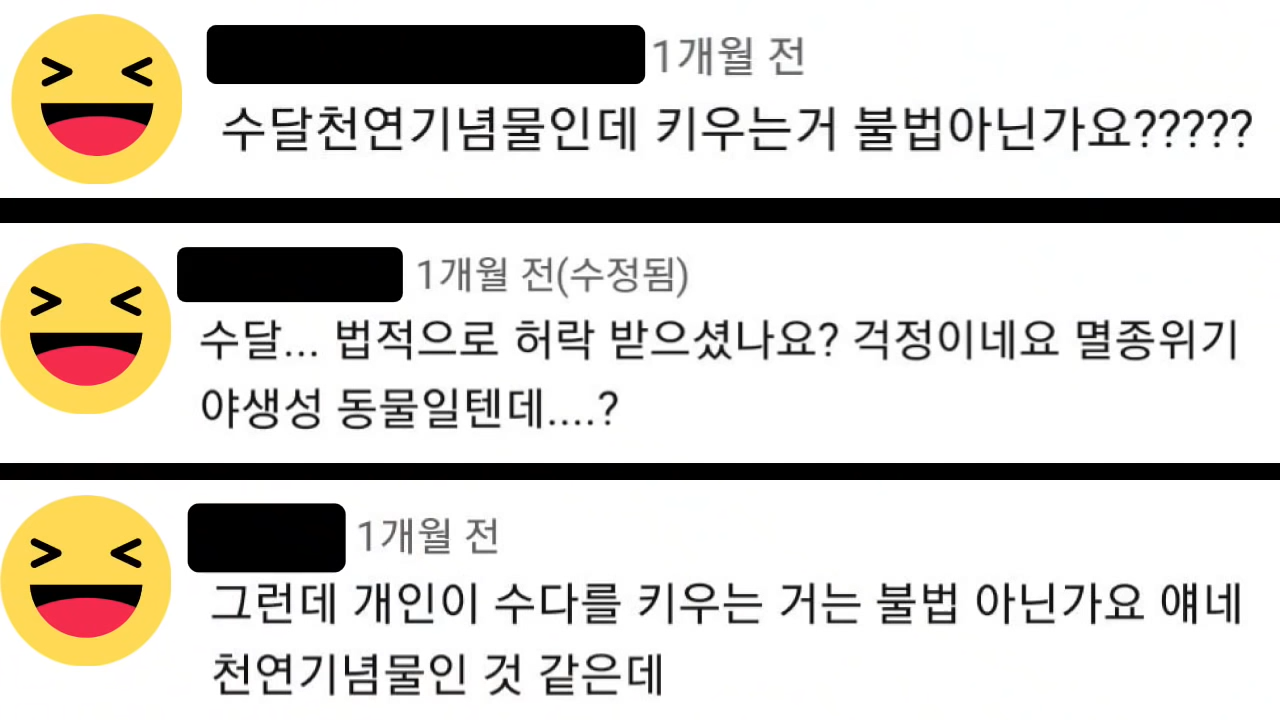 1개월 전
수달천연기념물인데 키우는거 불법아닌가요?????
1개월 전(수정됨)
수달... 법적으로 허락 받으셨나요? 걱정이네요 멸종위기
야생성 동물일텐데....?
1개월 전
그런데 개인이 수다를 키우는 거는 불법 아닌가요 얘네
천연기념물인 것 같은데